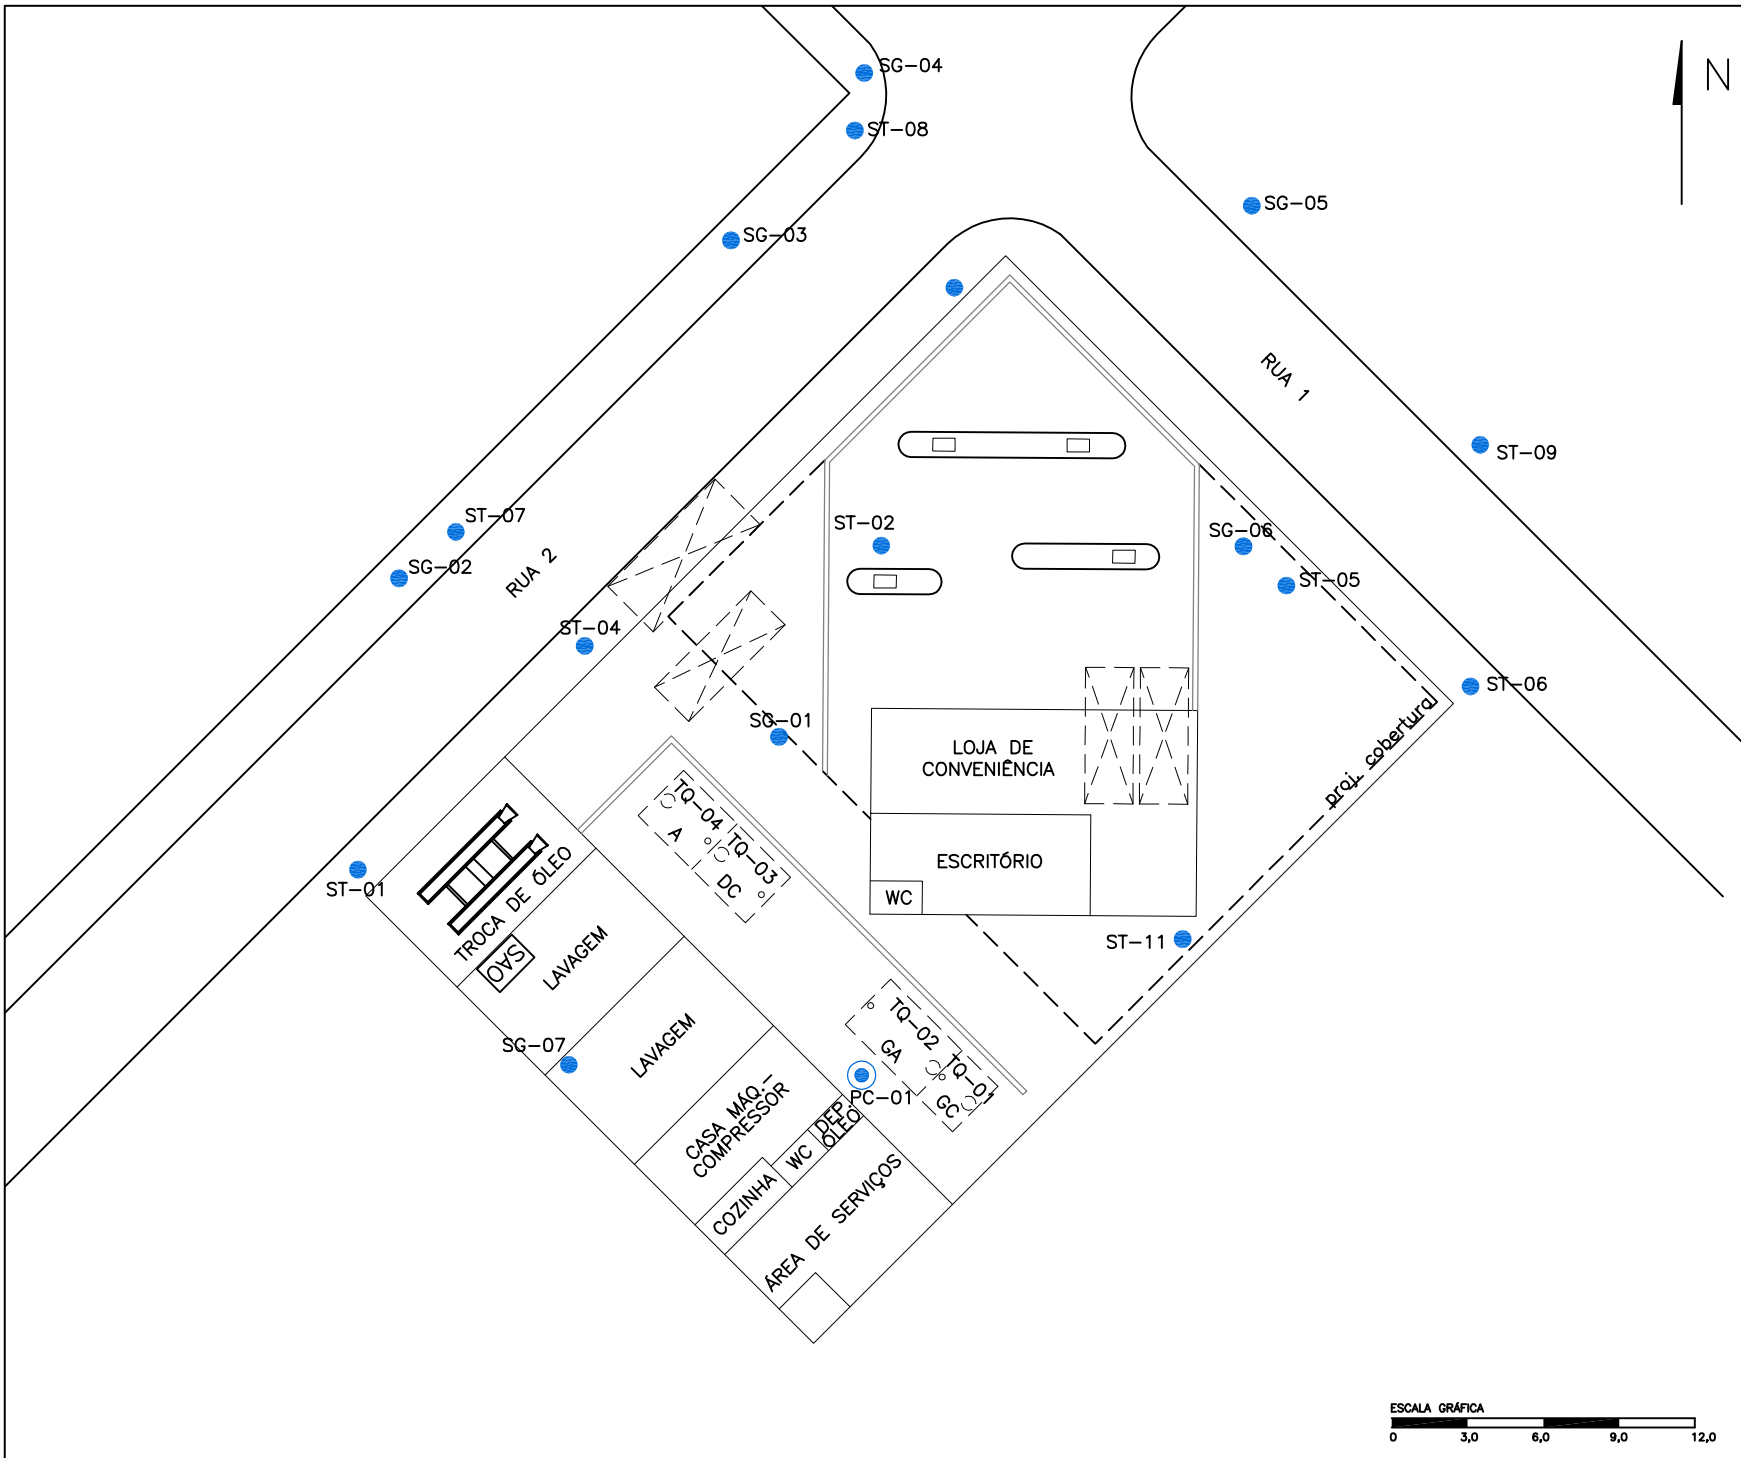 SG-04
N
ST-08
SG-05
SG-03
RUA 1
ST-09
ST-07
ST-02
SG-06
SG-02
RUA 2
ST-05
ST-04
ST-06
SG-01
LOJA DE
CONVENIÊNCIA
proj. cobertura
TQ-04
A
TQ-03
DC
ESCRITÓRIO
WC
ST-01
TROCA DE ÓLEO
SAO
LAVAGEM
ST-11
TQ-02
GA
TQ-01
GC
SG-07
LAVAGEM
PC-01
CASA MÁQ.-
COMPRESSOR
DEP.
ÓLEO
WC
COZINHA
ÁREA DE SERVIÇOS
ESCALA GRÁFICA
0 3,0 6,0 9,0 12,0